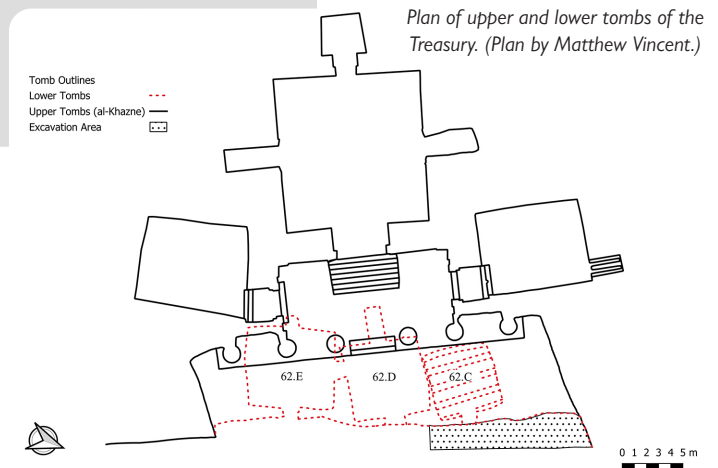 Plan of upper and lower tombs of the
Treasury. (Plan by Matthew Vincent.)
Tomb Outlines
Lower Tombs
Upper Tombs (al-Khazne)
Excavation Area
62.E
62.D
62.C
0 1 2 3 4 5 m